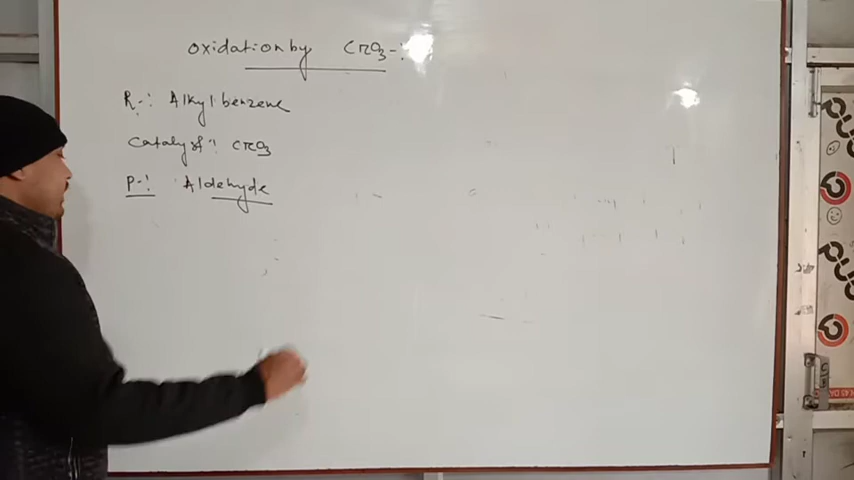 oxidation by CrO3 -:
R -: Alkyl benzene
Catalyst : CrO3
P -: Aldehyde